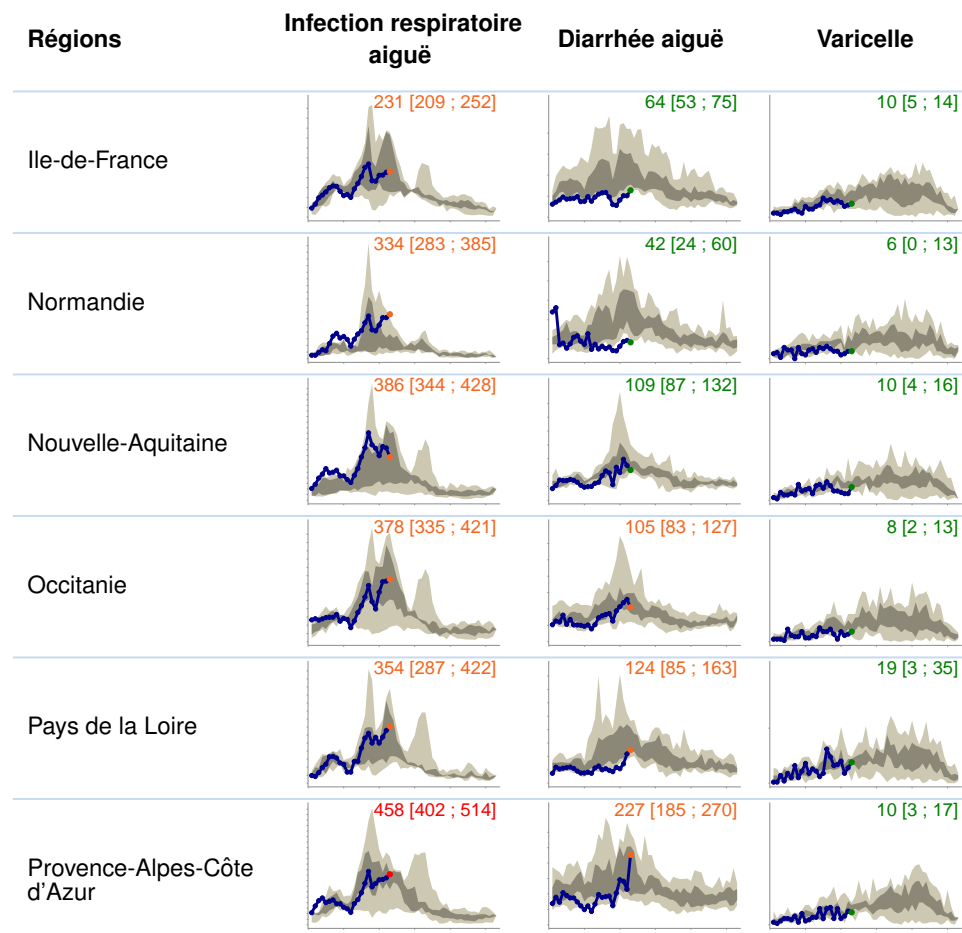 Régions
Infection respiratoire
aiguë
Diarrhée aiguë
Varicelle
Ile-de-France
231 [209 ; 252]
64 [53 ; 75]
10 [5 ; 14]
Normandie
334 [283 ; 385]
42 [24 ; 60]
6 [0 ; 13]
Nouvelle-Aquitaine
386 [344 ; 428]
109 [87 ; 132]
10 [4 ; 16]
Occitanie
378 [335 ; 421]
105 [83 ; 127]
8 [2 ; 13]
Pays de la Loire
354 [287 ; 422]
124 [85 ; 163]
19 [3 ; 35]
Provence-Alpes-Côte
d'Azur
458 [402 ; 514]
227 [185 ; 270]
10 [3 ; 17]